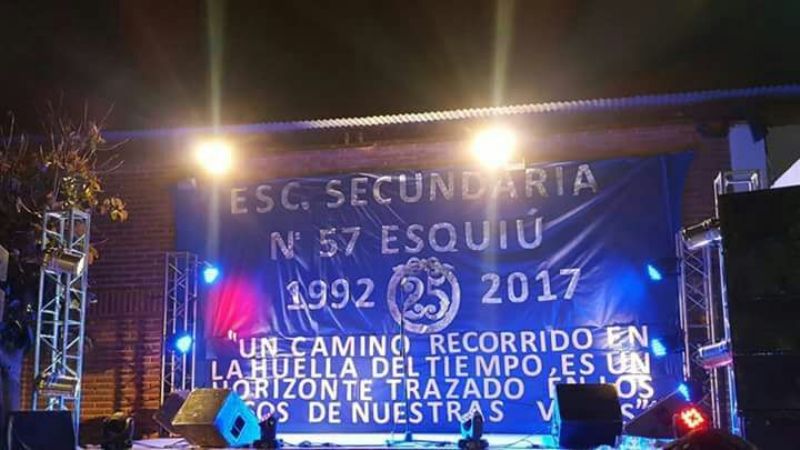 ESC. SECUNDARIA
N° 57 ESQUIÚ
1992 25 2017
"UN CAMINO RECORRIDO EN
LA HUELLA DEL TIEMPO, ES UN
HORIZONTE TRAZADO EN LOS
DE NUESTRAS